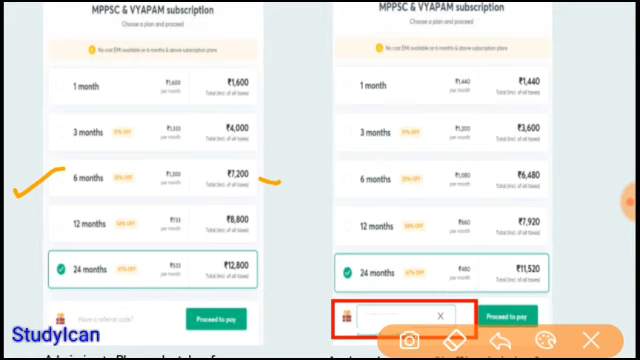 MPPSC & VYAPAM subscription
Choose a plan and proceed
No cost EMI available on 6 months & above subscription plans
1 month ₹1,600 per month ₹1,600 Total (Incl. of all taxes)
3 months 17% OFF ₹1,333 per month ₹4,000 Total (Incl. of all taxes)
6 months 25% OFF ₹1,200 per month ₹7,200 Total (Incl. of all taxes)
12 months ₹733 per month ₹8,800 Total (Incl. of all taxes)
24 months 67% OFF ₹533 per month ₹12,800 Total (Incl. of all taxes)
Have a referral code? Proceed to pay
StudyIcan
MPPSC & VYAPAM subscription
Choose a plan and proceed
No cost EMI available on 6 months & above subscription plans
1 month ₹1,440 per month ₹1,440 Total (Incl. of all taxes)
3 months 17% OFF ₹1,200 per month ₹3,600 Total (Incl. of all taxes)
6 months 25% OFF ₹1,080 per month ₹6,480 Total (Incl. of all taxes)
12 months ₹660 per month ₹7,920 Total (Incl. of all taxes)
24 months 67% OFF ₹480 per month ₹11,520 Total (Incl. of all taxes)
X Proceed to pay